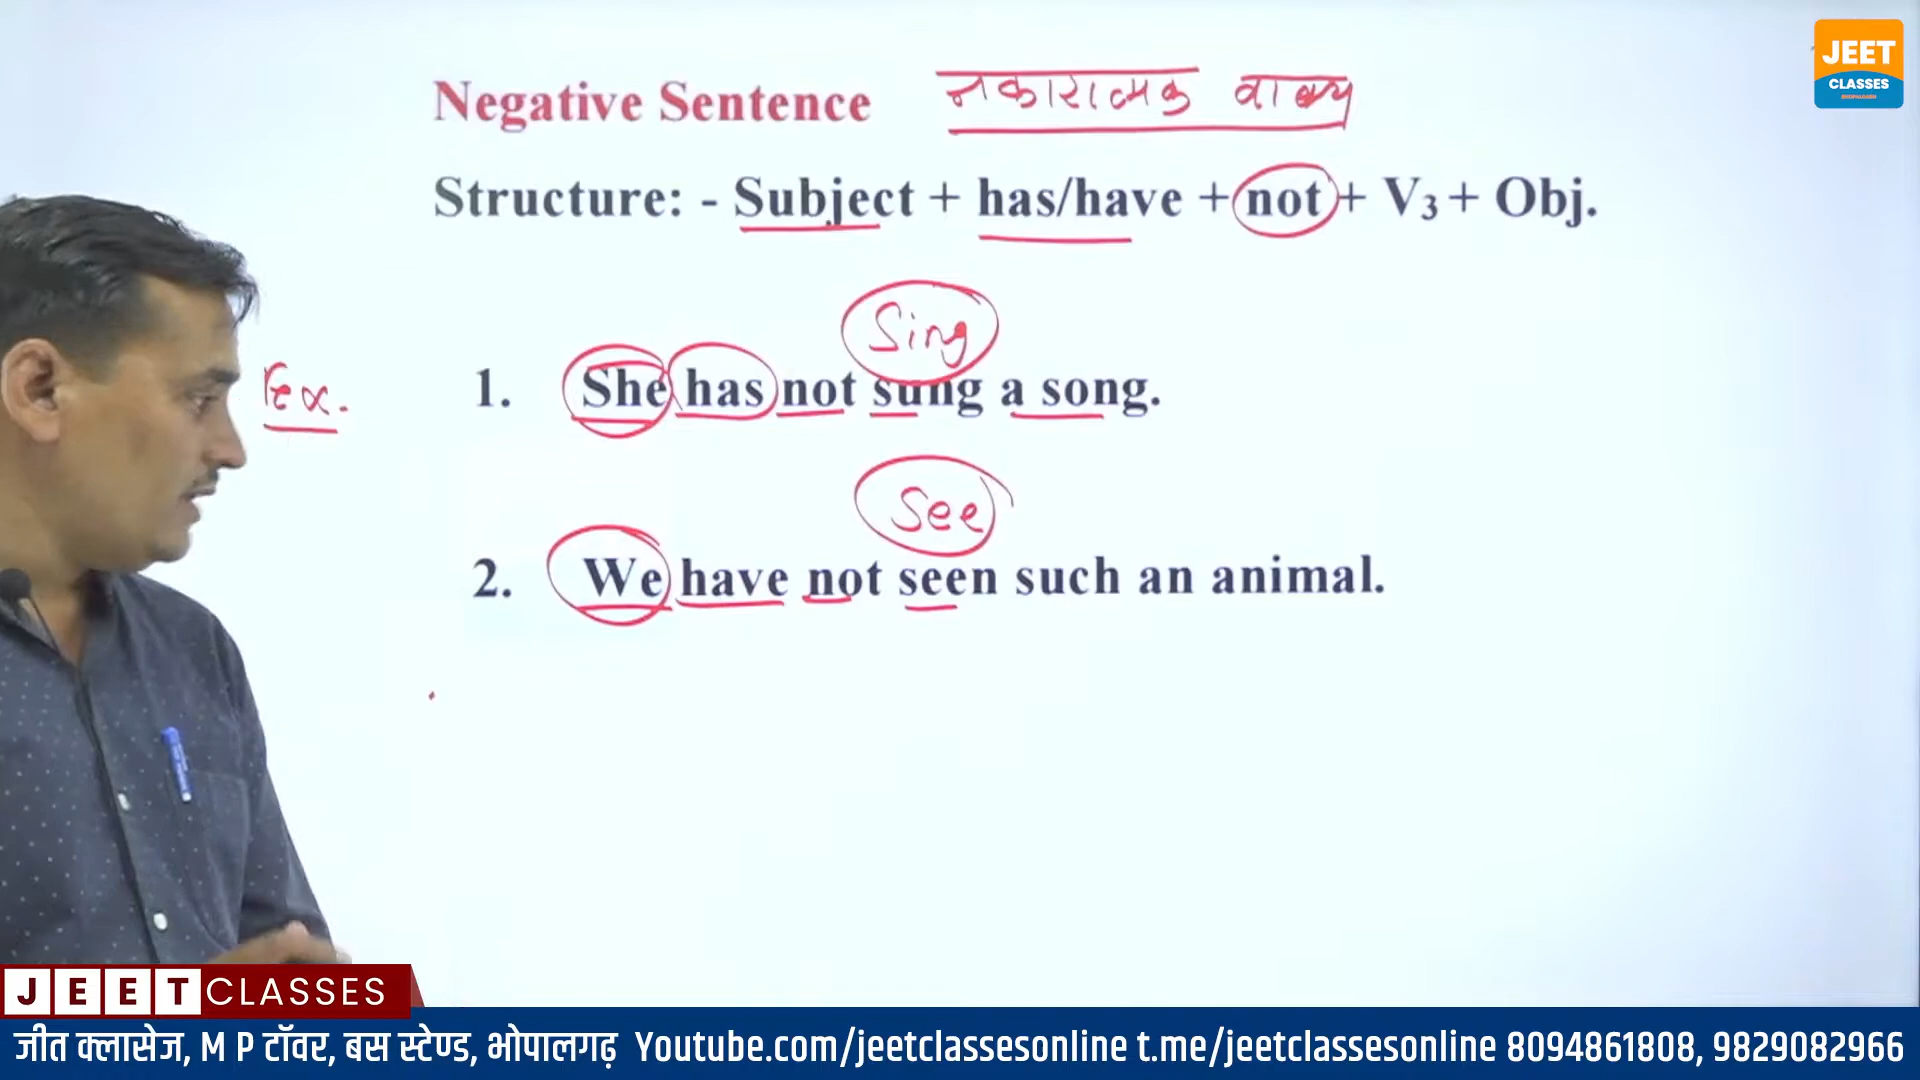 JEET
CLASSES
Negative Sentence नकारात्मक वाक्य
Structure: - Subject + has/have + not + V₃ + Obj.
Sing
Ex. 1. She has not sung a song.
See
2. We have not seen such an animal.
JEET CLASSES
जीत क्लासेज, M P टॉवर, बस स्टेण्ड, भोपालगढ़ Youtube.com/jeetclassesonline t.me/jeetclassesonline 8094861808, 9829082966